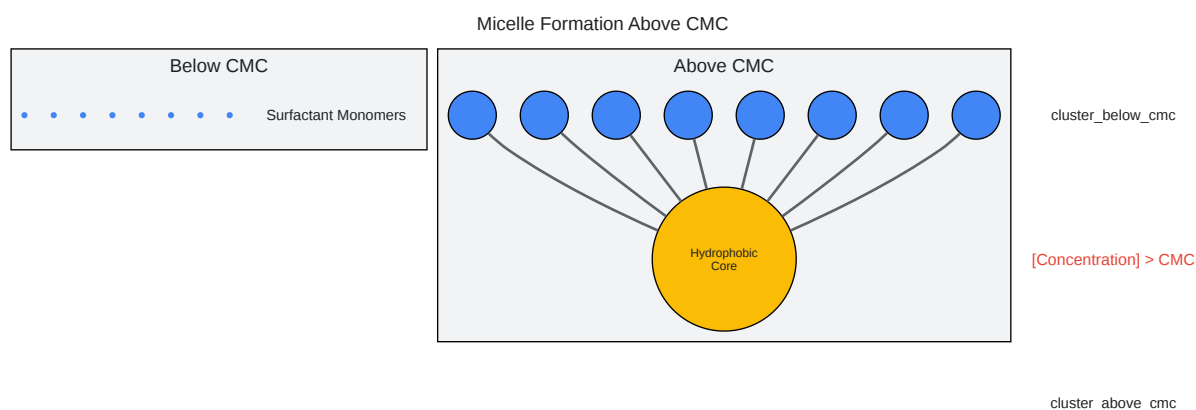 Micelle Formation Above CMC
Below CMC
Above CMC
Surfactant Monomers
cluster_below_cmc
Hydrophobic
Core
[Concentration] > CMC
cluster_above_cmc